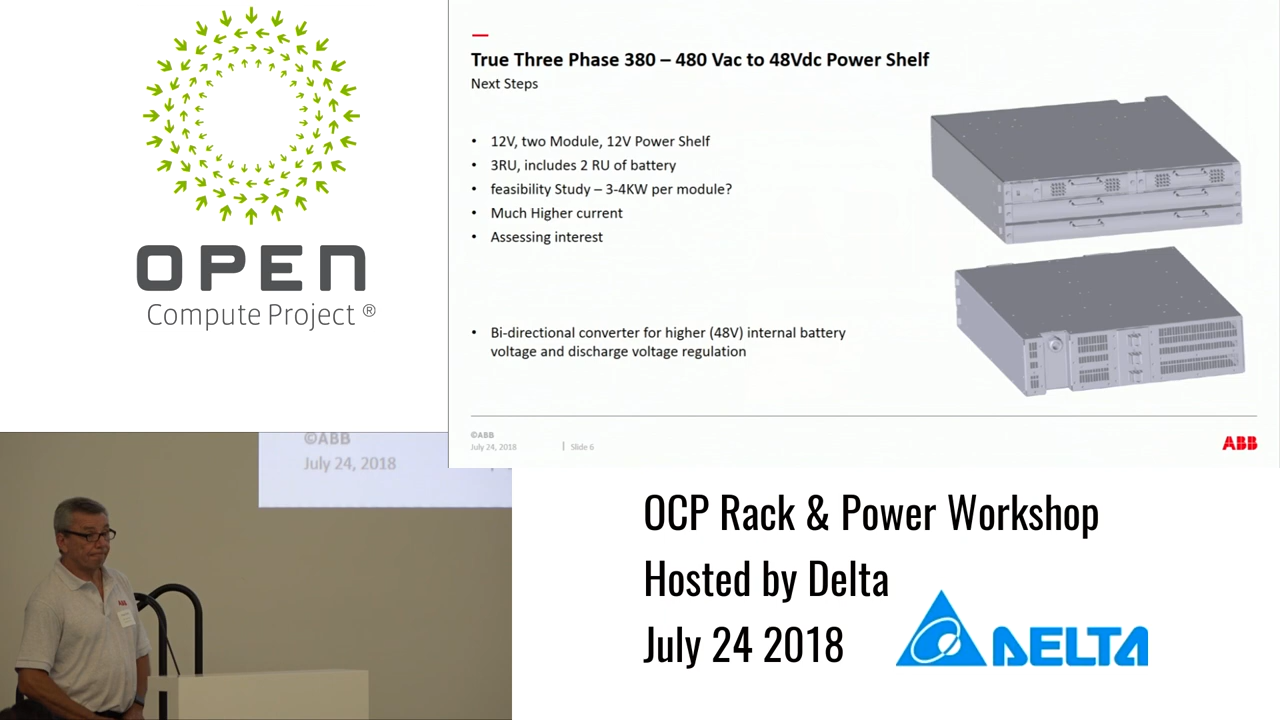 OPEN
Compute Project ®
True Three Phase 380 – 480 Vac to 48Vdc Power Shelf
Next Steps
• 12V, two Module, 12V Power Shelf
• 3RU, includes 2 RU of battery
• feasibility Study – 3-4KW per module?
• Much Higher current
• Assessing interest
• Bi-directional converter for higher (48V) internal battery
voltage and discharge voltage regulation
©ABB
July 24, 2018 | Slide 6
ABB
©ABB
July 24, 2018
ABB
OCP Rack & Power Workshop
Hosted by Delta
July 24 2018
DELTA